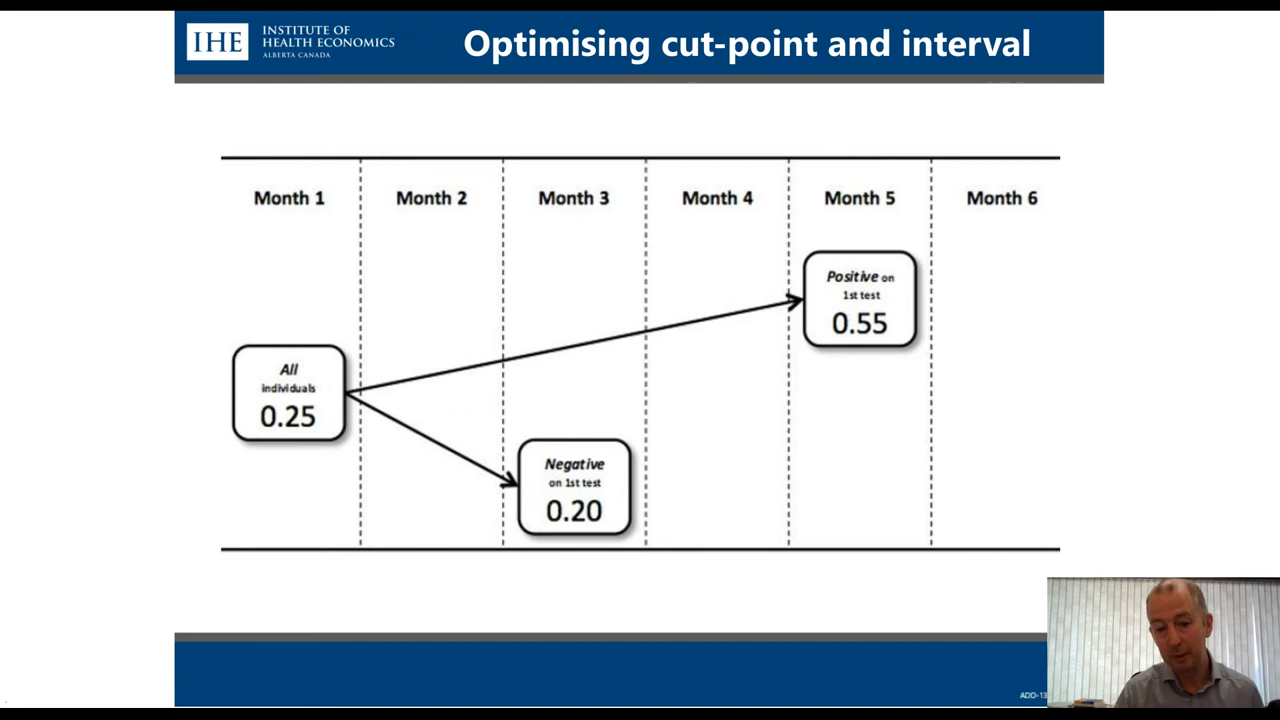 IHE
INSTITUTE OF
HEALTH ECONOMICS
ALBERTA CANADA
Optimising cut-point and interval
Month 1 Month 2 Month 3 Month 4 Month 5 Month 6
Positive on
1st test
0.55
All
individuals
0.25
Negative
on 1st test
0.20
ADD-13